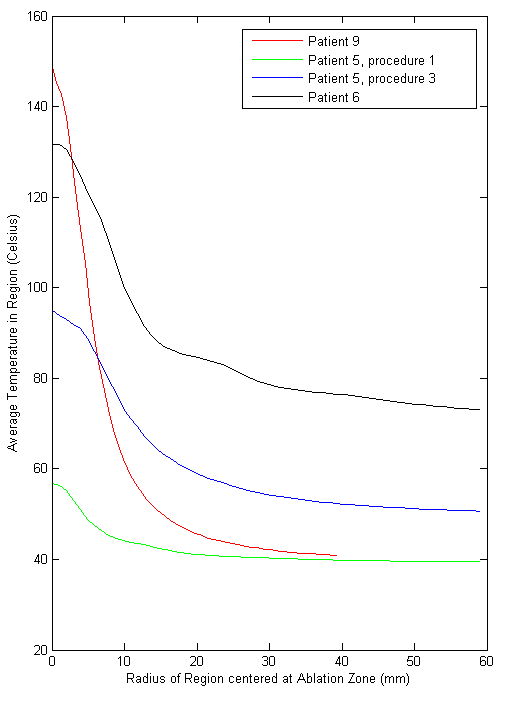 160
140
120
100
80
60
40
20
Average Temperature in Region (Celsius)
Patient 9
Patient 5, procedure 1
Patient 5, procedure 3
Patient 6
0 10 20 30 40 50 60
Radius of Region centered at Ablation Zone (mm)